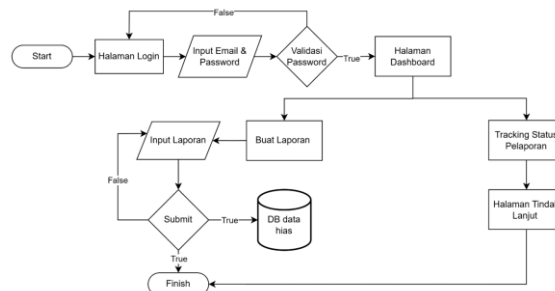 False
Start
Halaman Login
Input Email &
Password
Validasi
Password
True
Halaman
Dashboard
Input Laporan
Buat Laporan
Tracking Status
Pelaporan
False
Submit
True
DB data
hias
Halaman Tindak
Lanjut
True
Finish